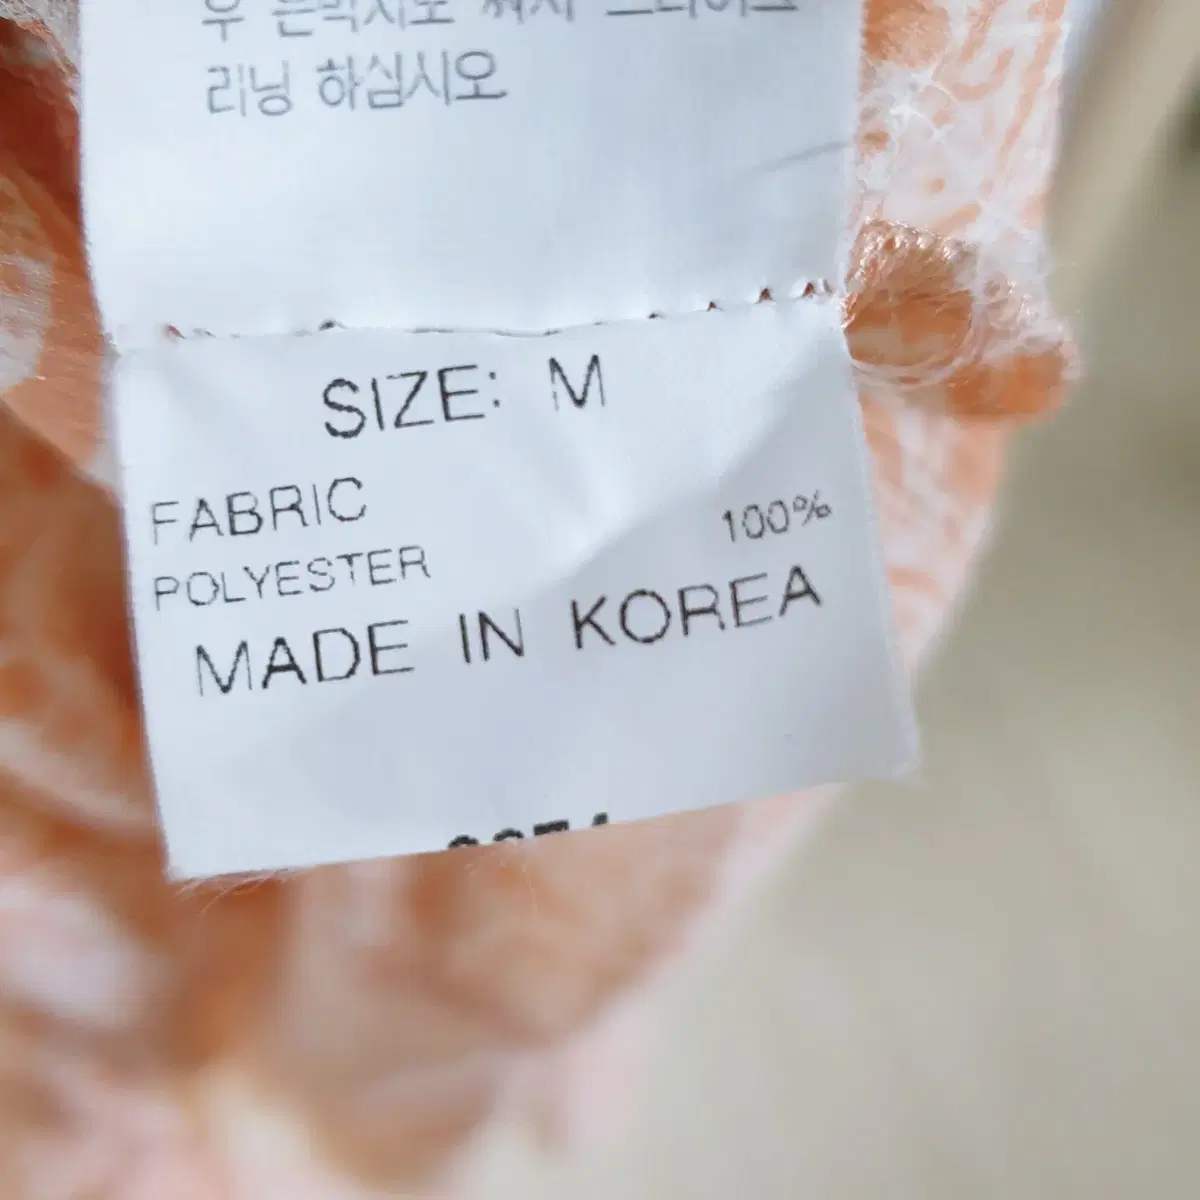 리닝 하십시오
SIZE: M
FABRIC
POLYESTER 100%
MADE IN KOREA